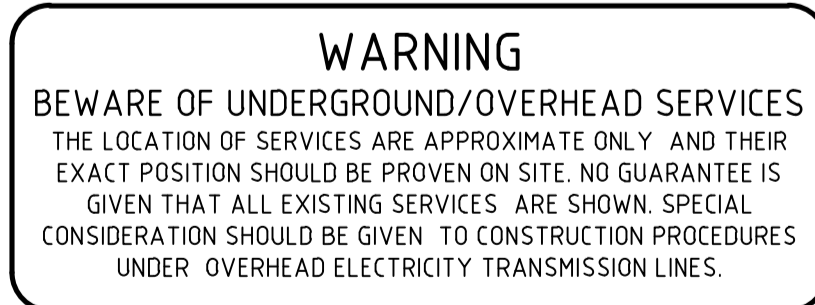 WARNING
BEWARE OF UNDERGROUND/OVERHEAD SERVICES
THE LOCATION OF SERVICES ARE APPROXIMATE ONLY AND THEIR
EXACT POSITION SHOULD BE PROVEN ON SITE. NO GUARANTEE IS
GIVEN THAT ALL EXISTING SERVICES ARE SHOWN. SPECIAL
CONSIDERATION SHOULD BE GIVEN TO CONSTRUCTION PROCEDURES
UNDER OVERHEAD ELECTRICITY TRANSMISSION LINES.